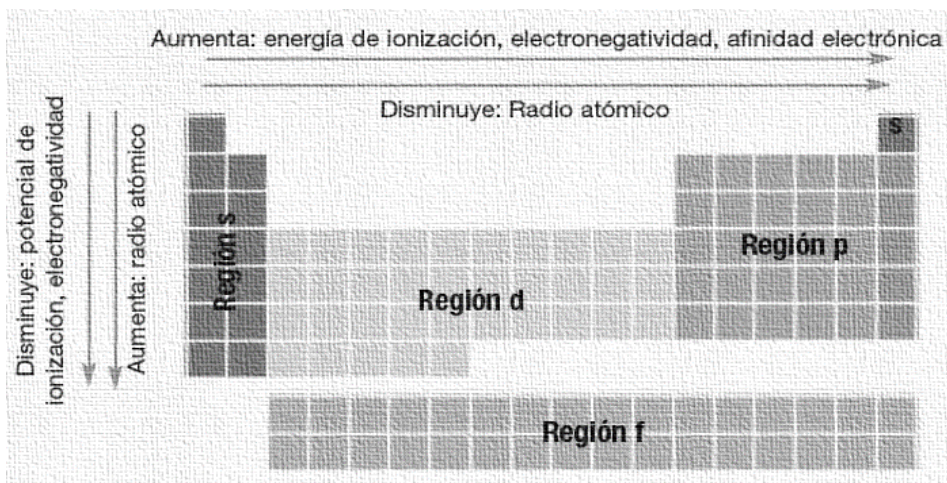 Aumenta: energía de ionización, electronegatividad, afinidad electrónica
Disminuye: Radio atómico
Disminuye: potencial de
ionización, electronegatividad
Aumenta: radio atómico
s
Región s
Región p
Región d
Región f